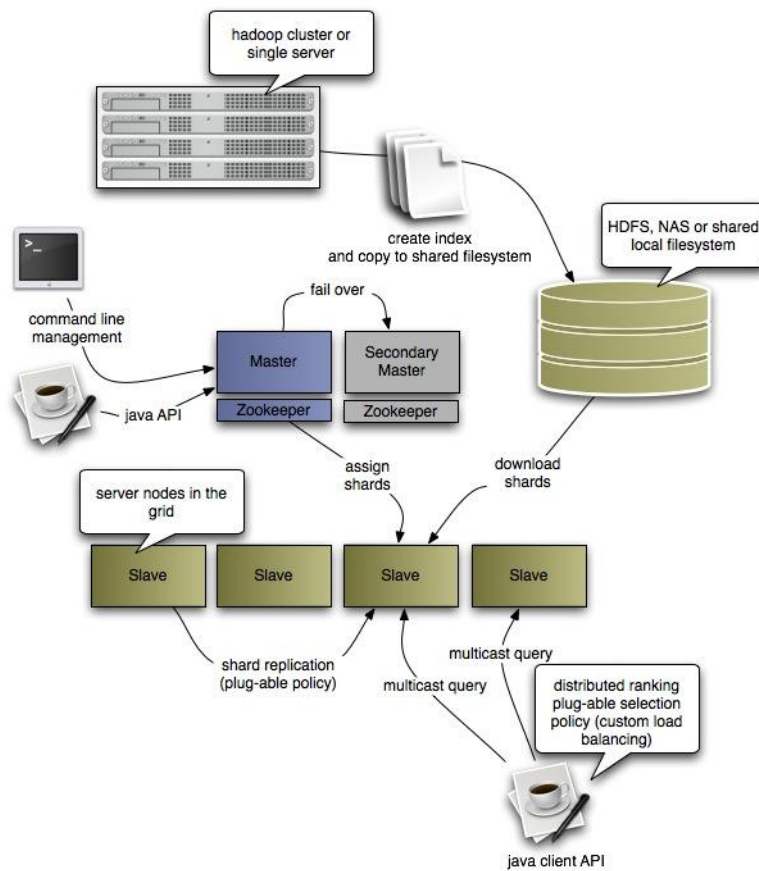 hadoop cluster or
single server
create index
and copy to shared filesystem
HDFS, NAS or shared
local filesystem
>_
command line
management
fail over
Master
Secondary
Master
Zookeeper
Zookeeper
java API
assign
shards
download
shards
server nodes in the
grid
Slave
Slave
Slave
Slave
shard replication
(plug-able policy)
multicast query
multicast query
distributed ranking
plug-able selection
policy (custom load
balancing)
java client API